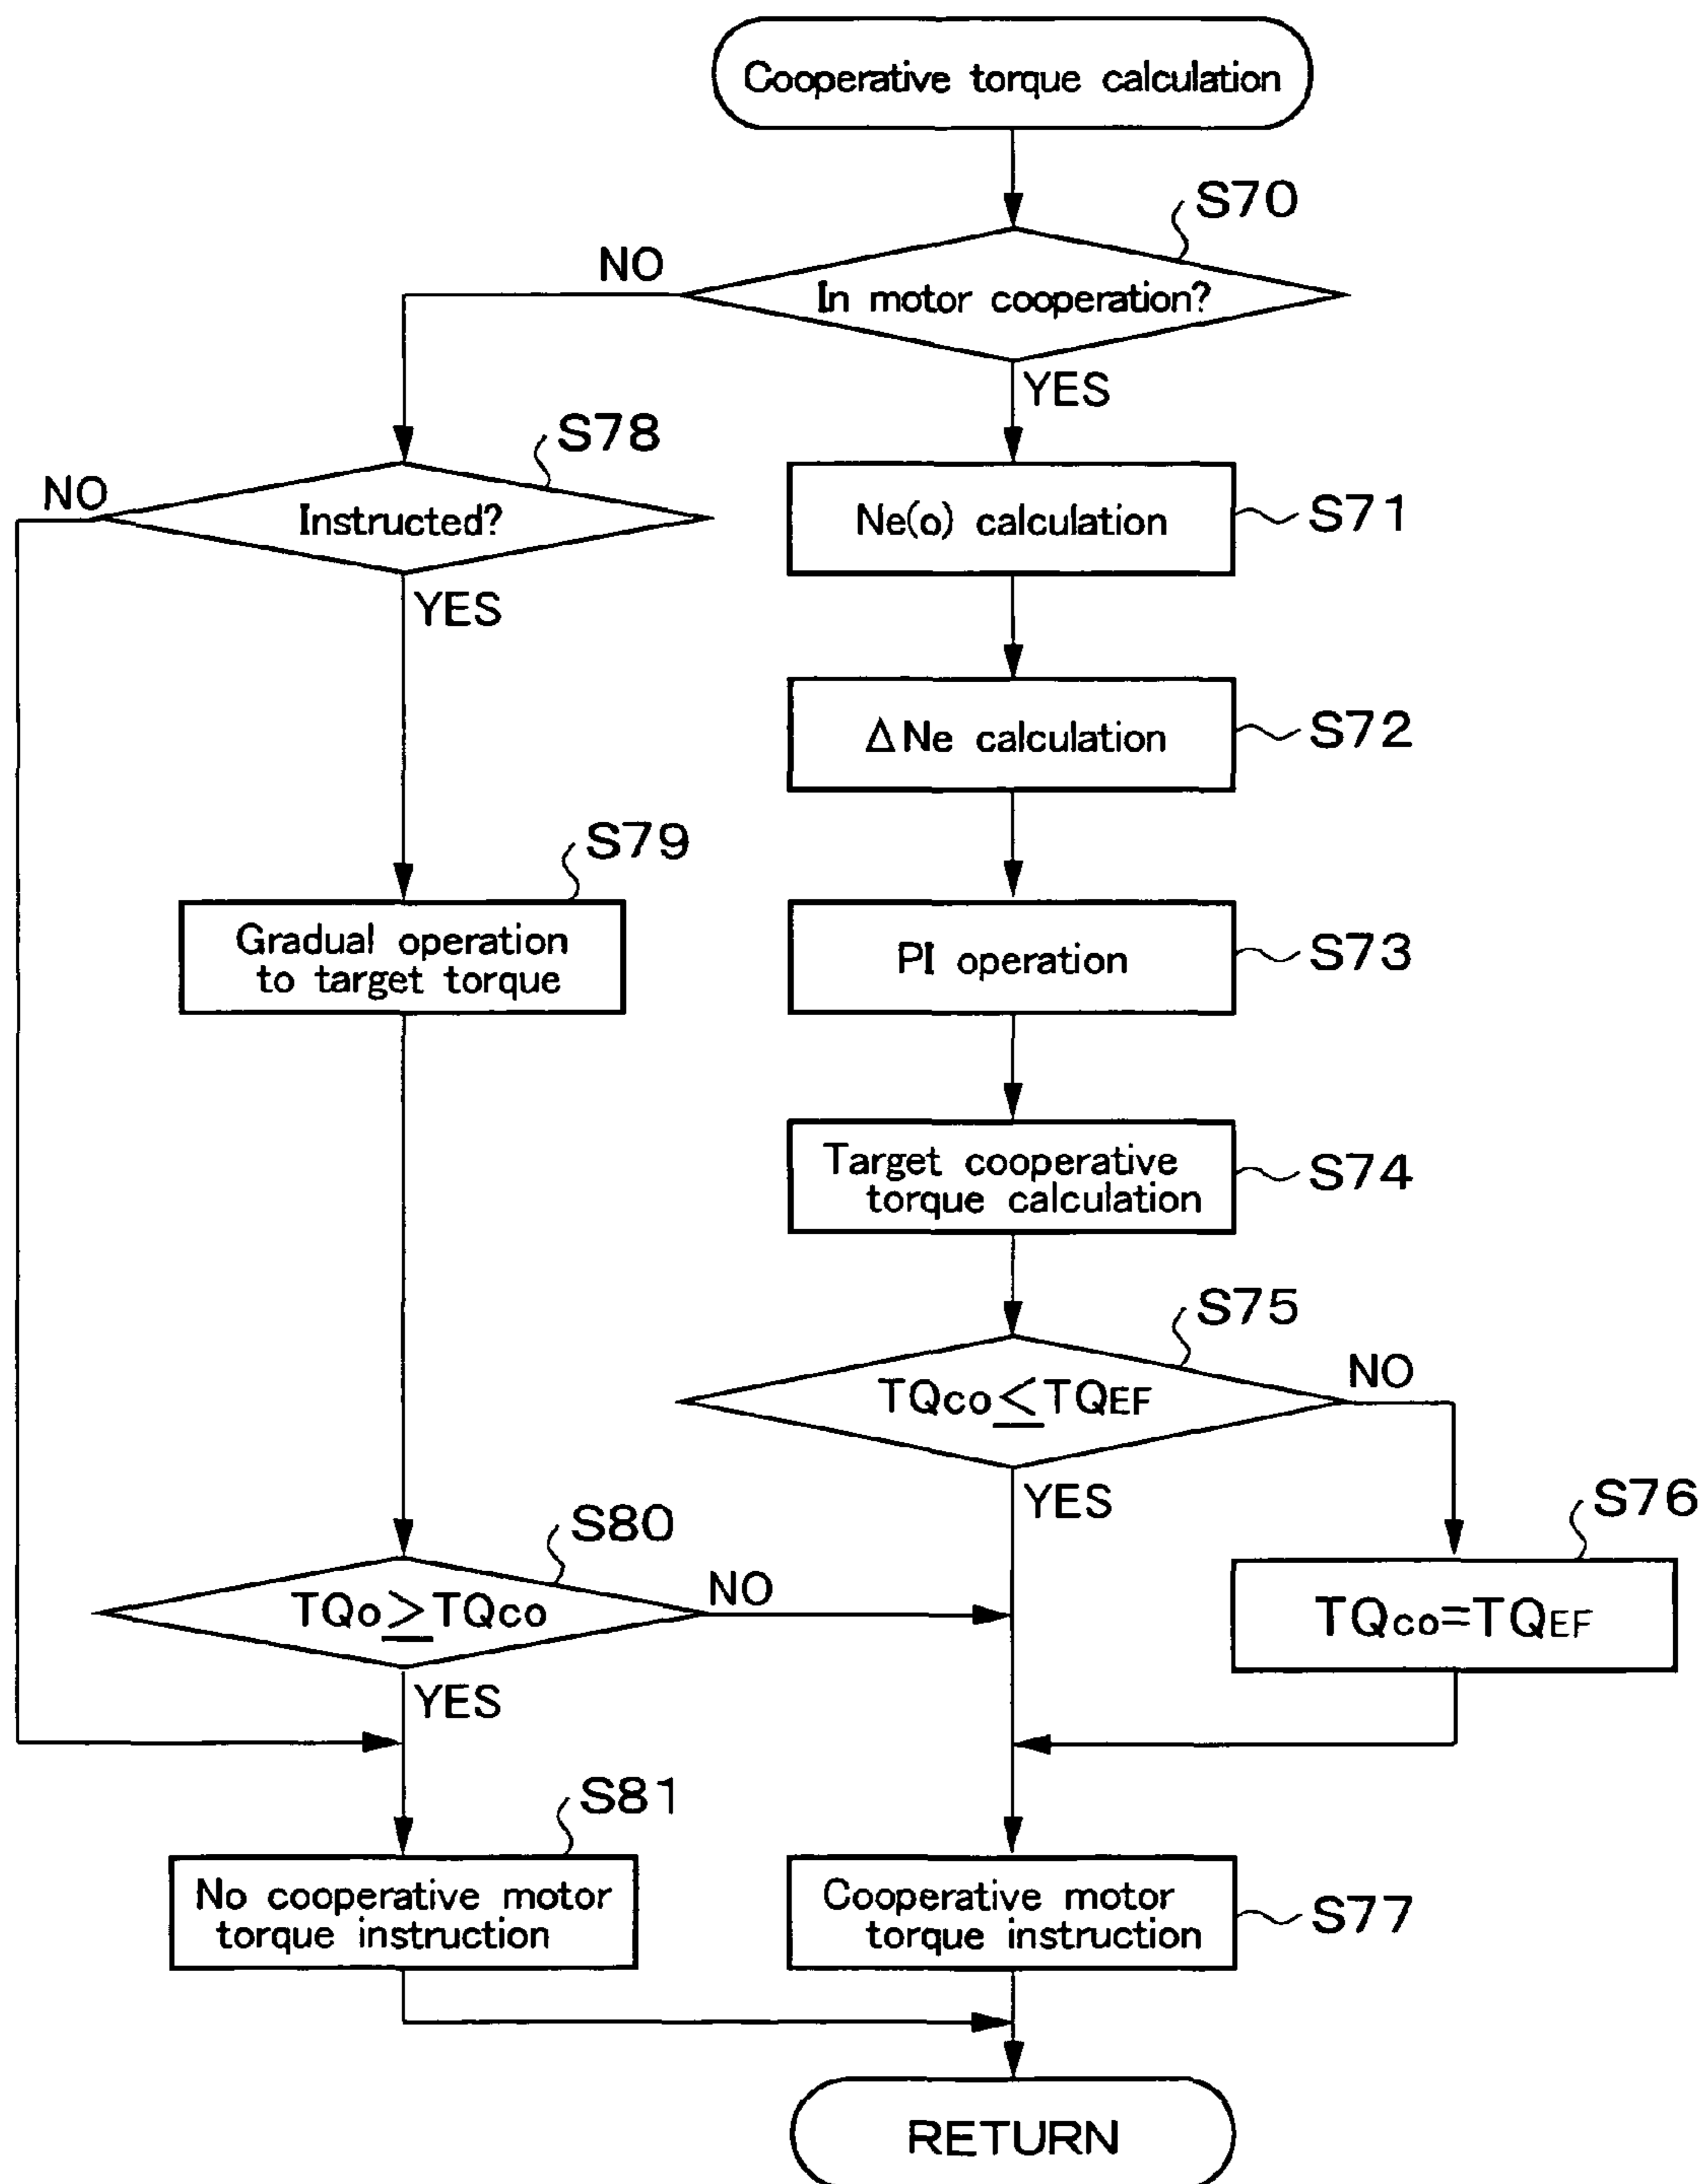 Cooperative torque calculation
S70
NO
In motor cooperation?
YES
S78
NO
Instructed?
Ne(o) calculation
S71
YES
ΔNe calculation
S72
S79
Gradual operation
to target torque
PI operation
S73
Target cooperative
torque calculation
S74
S75
NO
TQco≤TQEF
YES
S76
S80
NO
TQo≥TQco
TQco=TQEF
YES
S81
No cooperative motor
torque instruction
Cooperative motor
torque instruction
S77
RETURN